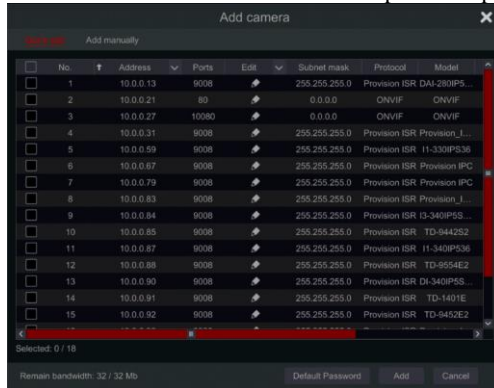 Add camera
Add manually
No. Address Ports Edit Subnet mask Protocol Model
1 10.0.0.13 9008 255.255.255.0 Provision ISR DAI-280IP5...
2 10.0.0.21 80 0.0.0.0 ONVIF ONVIF
3 10.0.0.27 10080 0.0.0.0 ONVIF ONVIF
4 10.0.0.31 9008 255.255.255.0 Provision ISR Provision_I...
5 10.0.0.59 9008 255.255.255.0 Provision ISR I1-330IPS36
6 10.0.0.67 9008 255.255.255.0 Provision ISR Provision IPC
7 10.0.0.79 9008 255.255.255.0 Provision ISR Provision IPC
8 10.0.0.83 9008 255.255.255.0 Provision ISR Provision_I...
9 10.0.0.84 9008 255.255.255.0 Provision ISR I3-340IPS...
10 10.0.0.85 9008 255.255.255.0 Provision ISR TD-9442S2
11 10.0.0.87 9008 255.255.255.0 Provision ISR I1-340IP536
12 10.0.0.88 9008 255.255.255.0 Provision ISR TD-9554E2
13 10.0.0.90 9008 255.255.255.0 Provision ISR DI-340IPS...
14 10.0.0.91 9008 255.255.255.0 Provision ISR TD-1401E
15 10.0.0.92 9008 255.255.255.0 Provision ISR TD-9452E2
Selected: 0 / 18
Remain bandwidth: 32 / 32 Mb Default Password Add Cancel